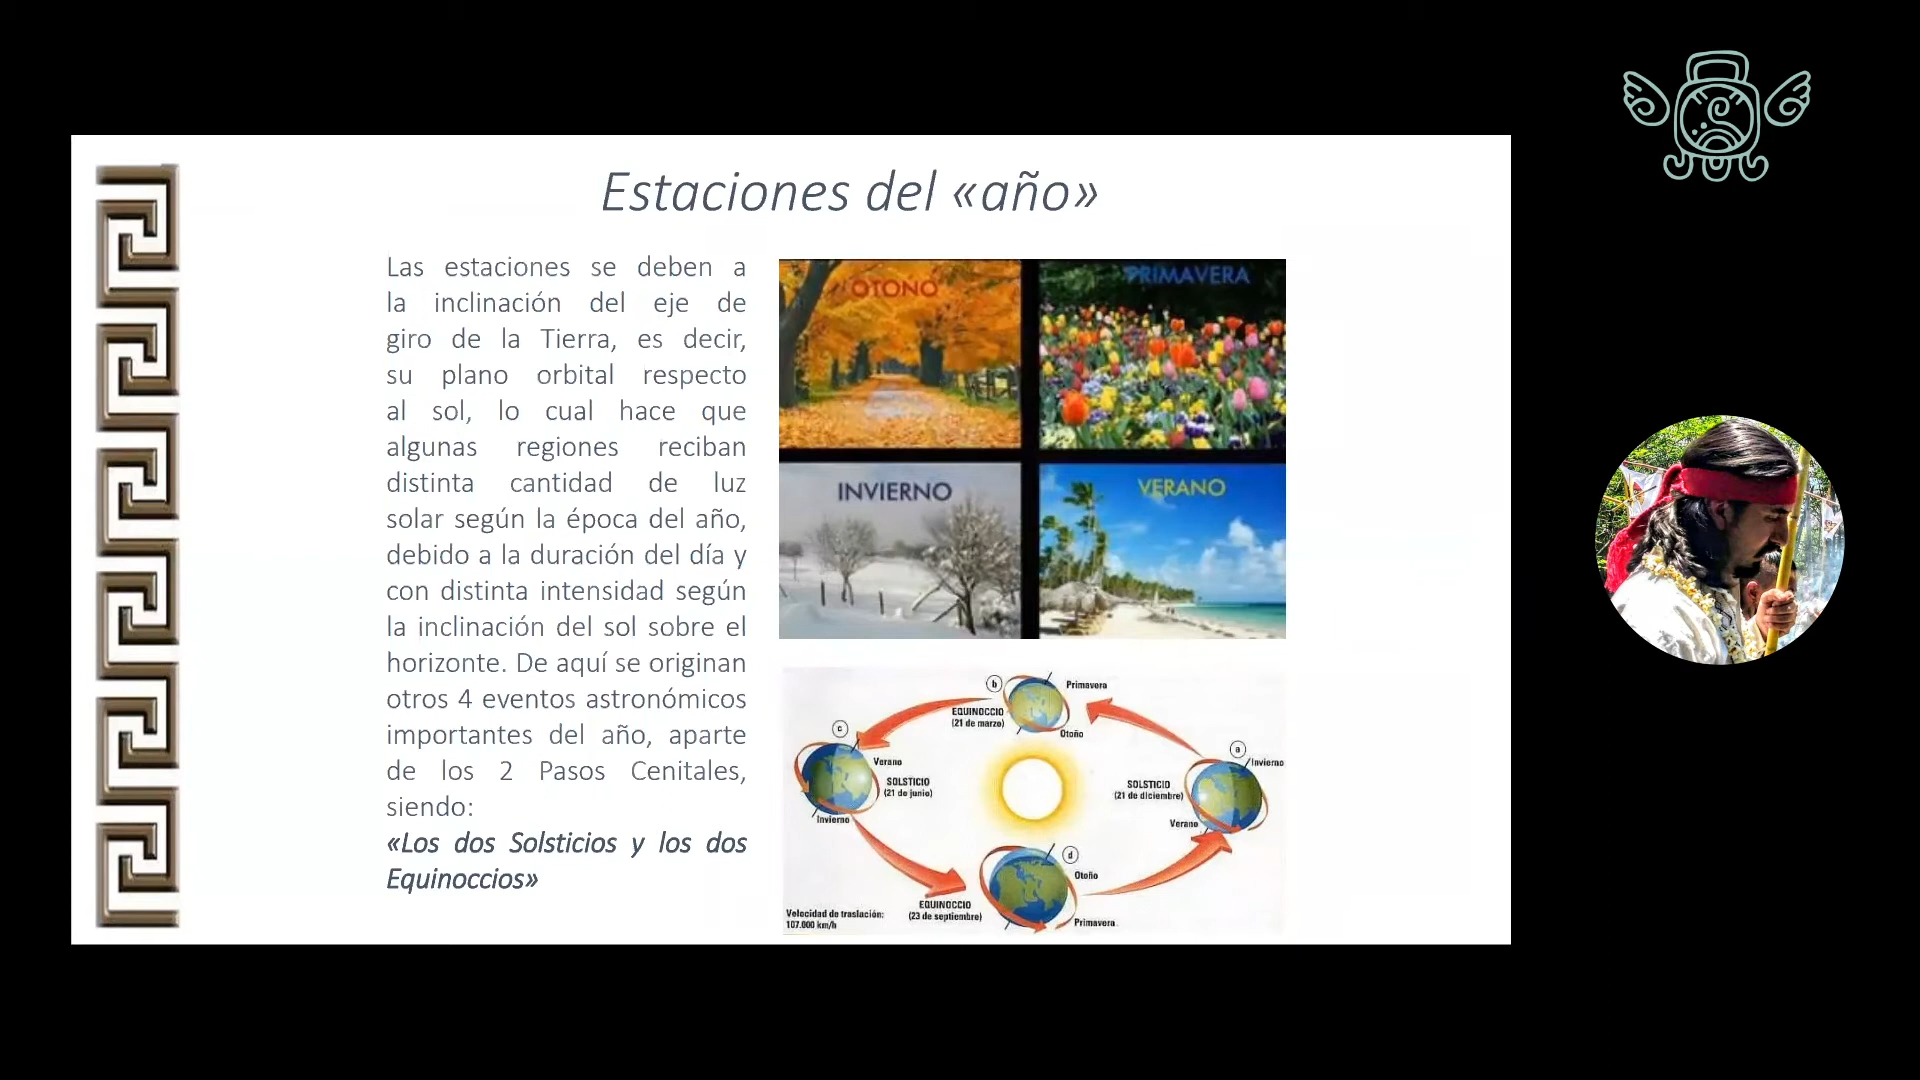 Estaciones del «año»
Las estaciones se deben a
la inclinación del eje de
giro de la Tierra, es decir,
su plano orbital respecto
al sol, lo cual hace que
algunas regiones reciban
distinta cantidad de luz
solar según la época del año,
debido a la duración del día y
con distinta intensidad según
la inclinación del sol sobre el
horizonte. De aquí se originan
otros 4 eventos astronómicos
importantes del año, aparte
de los 2 Pasos Cenitales,
siendo:
«Los dos Solsticios y los dos
Equinoccios»
OTOÑO
PRIMAVERA
INVIERNO
VERANO
b
Primavera
EQUINOCCIO
(21 de marzo)
Otoño
c
Verano
SOLSTICIO
(21 de junio)
Invierno
a
Invierno
SOLSTICIO
(21 de diciembre)
Verano
d
Otoño
EQUINOCCIO
(23 de septiembre)
Primavera
Velocidad de traslación:
107.000 km/h